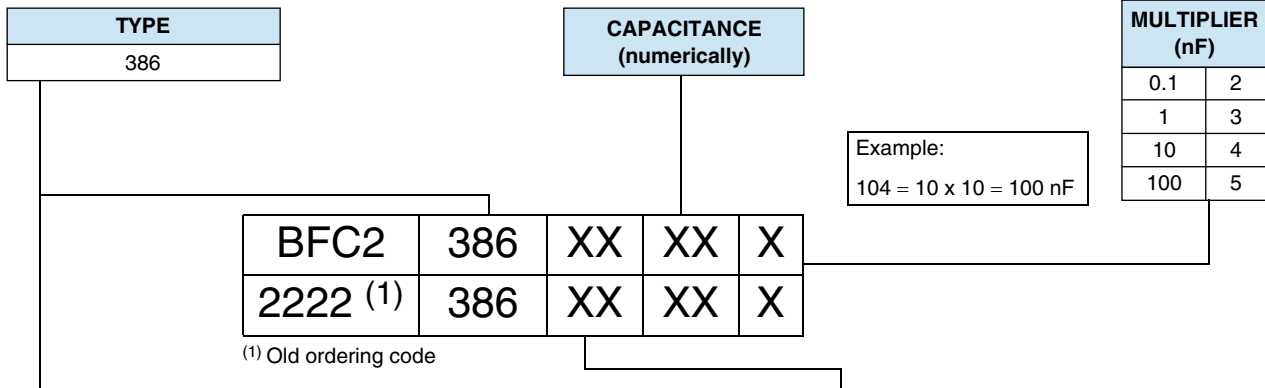 TYPE
386
CAPACITANCE
(numerically)
MULTIPLIER
(nF)
0.1 2
1 3
10 4
100 5
Example:
104 = 10 x 10 = 100 nF
BFC2 386 XX XX X
2222 (1) 386 XX XX X
(1) Old ordering code